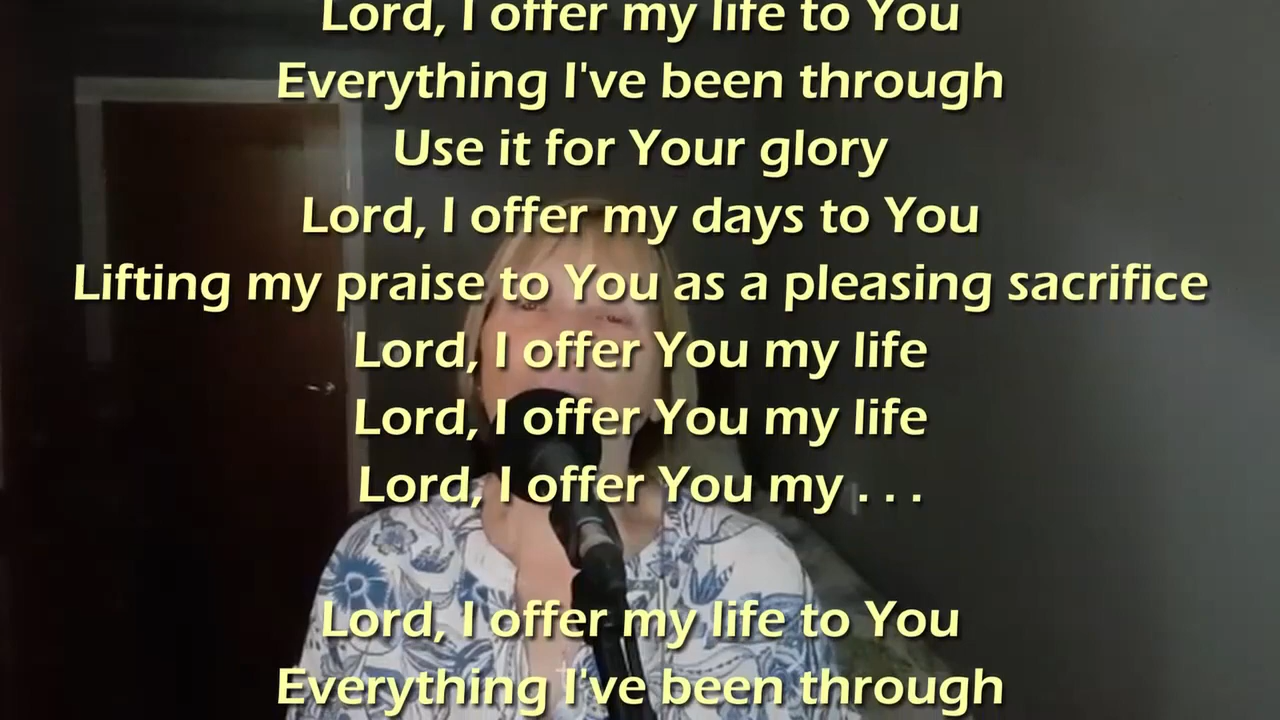 Lord, I offer my life to You
Everything I've been through
Use it for Your glory
Lord, I offer my days to You
Lifting my praise to You as a pleasing sacrifice
Lord, I offer You my life
Lord, I offer You my life
Lord, I offer You my . . .
Lord, I offer my life to You
Everything I've been through